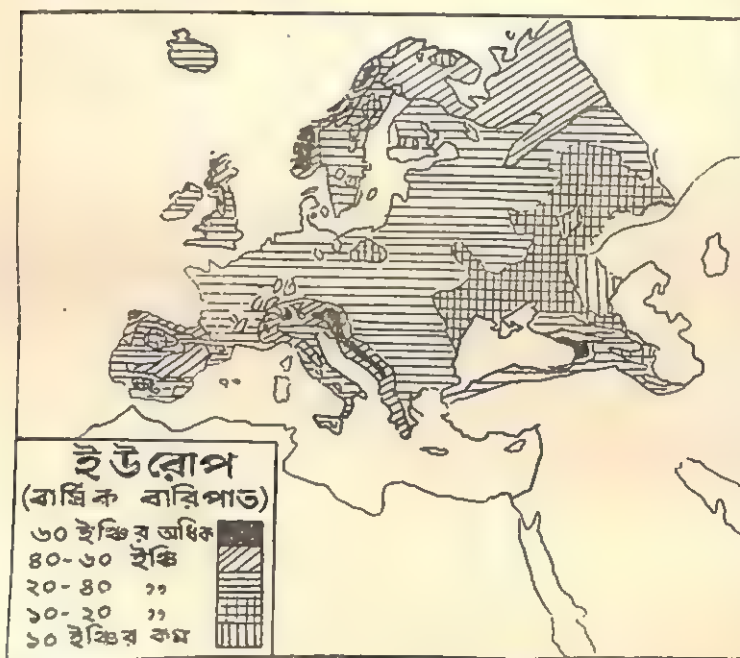 ইউরোপ
(বার্ষিক বারিপাত)
৬০ ইঞ্চির অধিক
৪০-৬০ ইঞ্চি
২০-৪০ ,,
১০-২০ ,,
১০ ইঞ্চির কম